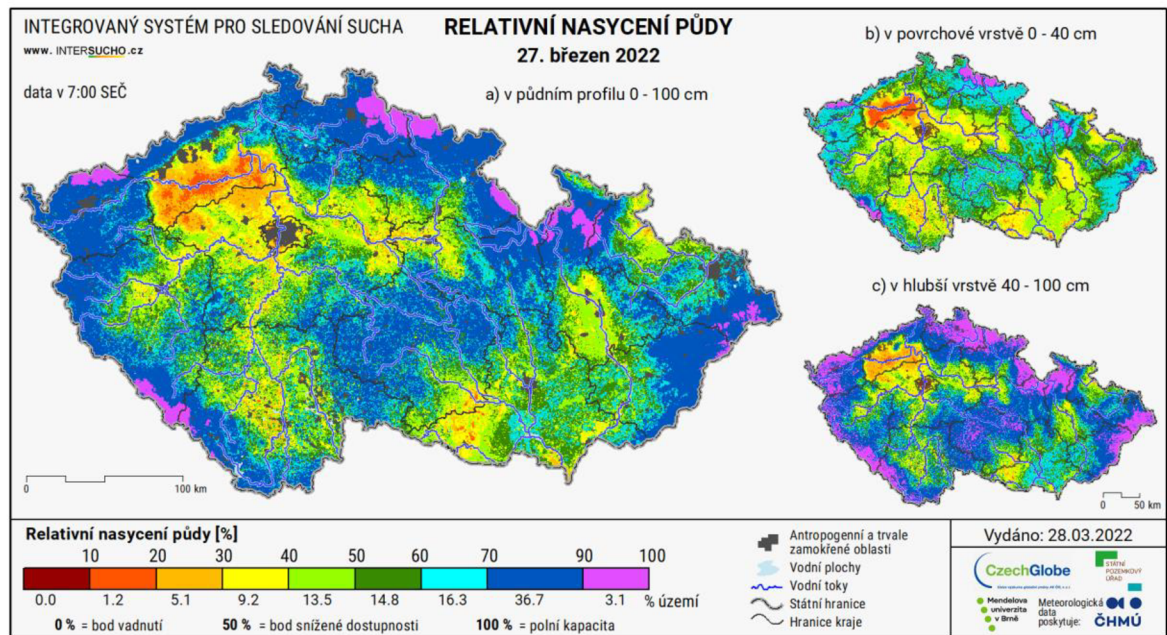 INTEGROVANÝ SYSTÉM PRO SLEDOVÁNÍ SUCHA
www. INTERSUCHO.cz
data v 7:00 SEČ
RELATIVNÍ NASYCENÍ PŮDY
27. březen 2022
a) v půdním profilu 0 - 100 cm
b) v povrchové vrstvě 0 - 40 cm
c) v hlubší vrstvě 40 - 100 cm
0 100 km
0 50 km
Relativní nasycení půdy [%]
10 20 30 40 50 60 70 90 100
0.0 1.2 5.1 9.2 13.5 14.8 16.3 36.7 3.1 % území
0 % = bod vadnutí 50 % = bod snížené dostupnosti 100 % = polní kapacita
Antropogenní a trvale
zamokřené oblasti
Vodní plochy
Vodní toky
Státní hranice
Hranice kraje
Vydáno: 28.03.2022
CzechGlobe
STÁTNÍ
POZEMKOVÝ
ÚŘAD
Mendelova
univerzita
v Brně
Meteorologická
data
poskytuje:
ČHMÚ